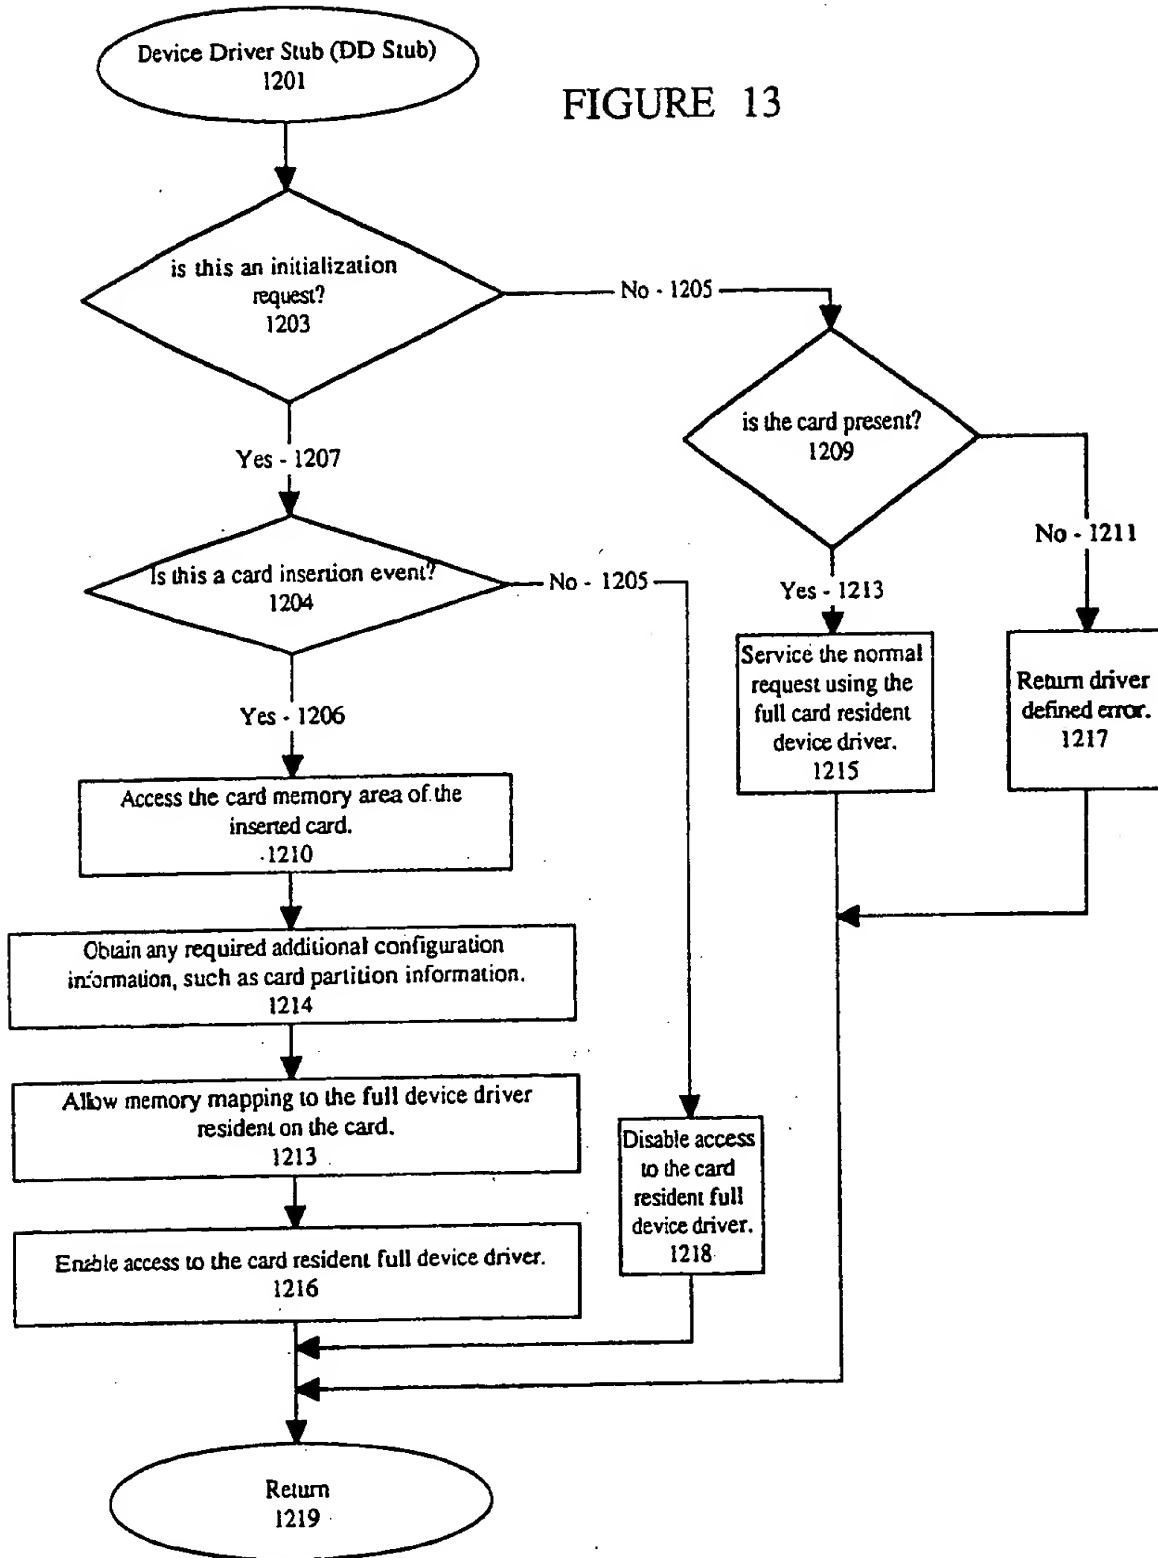 Device Driver Stub (DD Stub)
1201
FIGURE 13
is this an initialization
request?
1203
No - 1205
is the card present?
1209
Yes - 1207
No - 1211
Is this a card insertion event?
1204
No - 1205
Yes - 1213
Service the normal
request using the
full card resident
device driver.
1215
Return driver
defined error.
1217
Yes - 1206
Access the card memory area of the
inserted card.
1210
Obtain any required additional configuration
information, such as card partition information.
1214
Allow memory mapping to the full device driver
resident on the card.
1213
Disable access
to the card
resident full
device driver.
1218
Enable access to the card resident full device driver.
1216
Return
1219